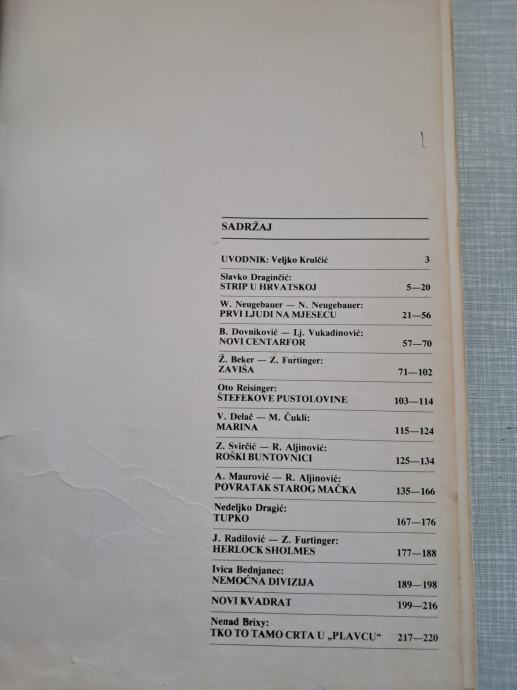 SADRŽAJ
UVODNIK: Veljko Krulčić 3
Slavko Draginčić:
STRIP U HRVATSKOJ 5—20
W. Neugebauer — N. Neugebauer:
PRVI LJUDI NA MJESECU 21—56
B. Dovniković — Lj. Vukadinović:
NOVI CENTARFOR 57—70
Ž. Beker — Z. Furtinger:
ZAVIŠA 71—102
Oto Reisinger:
ŠTEFEKOVE PUSTOLOVINE 103—114
V. Delač — M. Čukli:
MARINA 115—124
Z. Svirčić — R. Aljinović:
ROŠKI BUNTOVNICI 125—134
A. Maurović — R. Aljinović:
POVRATAK STAROG MAČKA 135—166
Nedeljko Dragić:
TUPKO 167—176
J. Radilović — Z. Furtinger:
HERLOCK SHOLMES 177—188
Ivica Bednjanec:
NEMOĆNA DIVIZIJA 189—198
NOVI KVADRAT 199—216
Nenad Brixy:
TKO TO TAMO CRTA U „PLAVCU“ 217—220